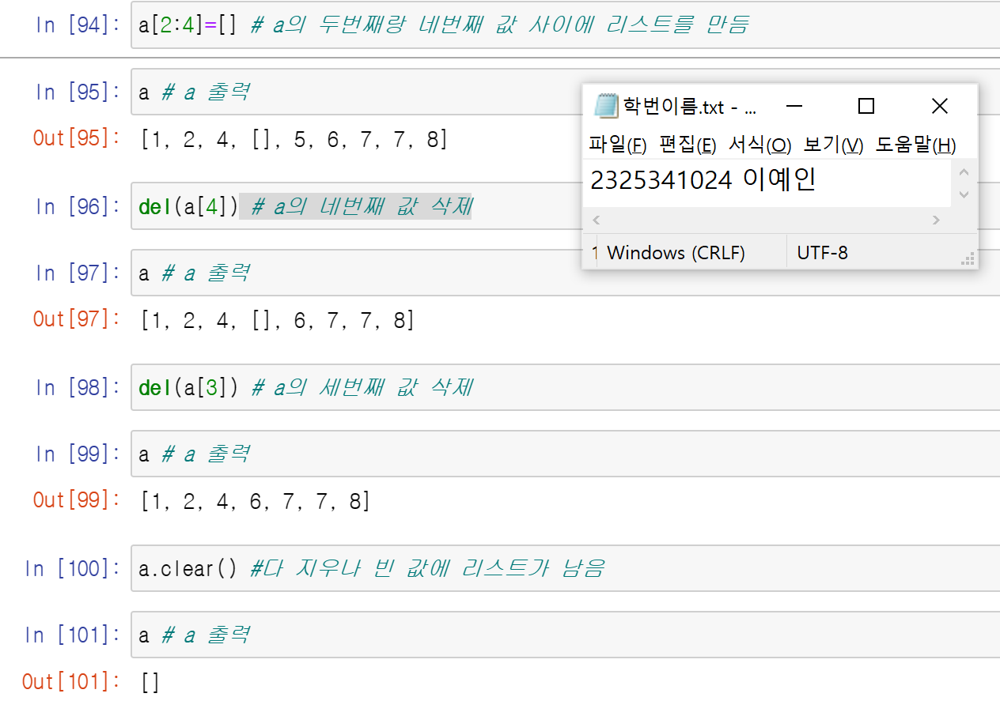 In [94]: a[2:4]=[] # a의 두번째랑 네번째 값 사이에 리스트를 만듬
In [95]: a # a 출력
Out[95]: [1, 2, 4, [], 5, 6, 7, 7, 8]
In [96]: del(a[4]) # a의 네번째 값 삭제
In [97]: a # a 출력
Out[97]: [1, 2, 4, [], 6, 7, 7, 8]
In [98]: del(a[3]) # a의 세번째 값 삭제
In [99]: a # a 출력
Out[99]: [1, 2, 4, 6, 7, 7, 8]
In [100]: a.clear() #다 지우나 빈 값에 리스트가 남음
In [101]: a # a 출력
Out[101]: []
학번이름.txt - ...
파일(F) 편집(E) 서식(O) 보기(V) 도움말(H)
2325341024 이예인
1 Windows (CRLF) UTF-8